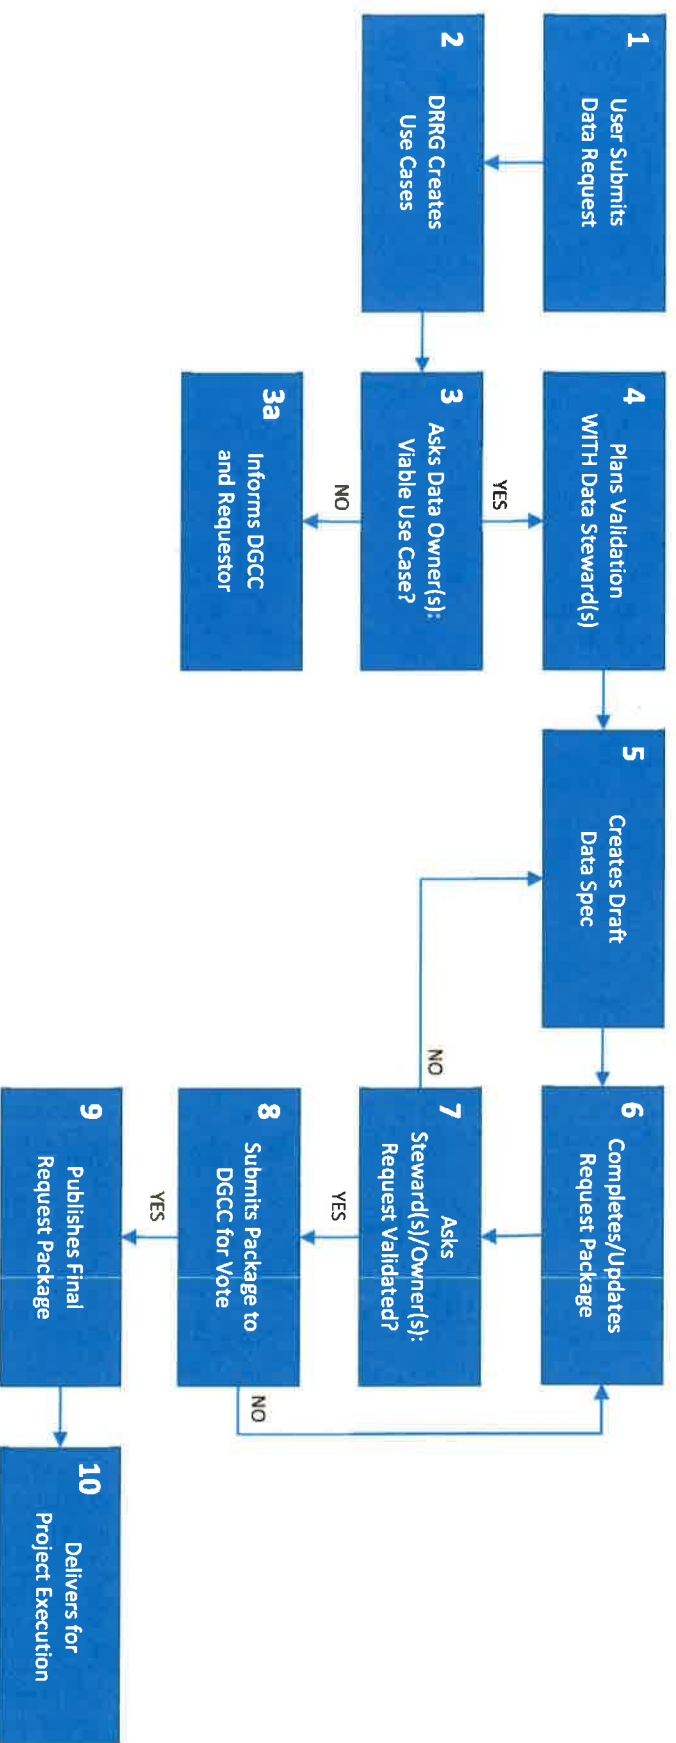 1
User Submits
Data Request
2
DRRG Creates
Use Cases
3
Asks Data Owner(s):
Viable Use Case?
YES
NO
3a
Informs DGCC
and Requestor
4
Plans Validation
WITH Data Steward(s)
5
Creates Draft
Data Spec
6
Completes/Updates
Request Package
7
Asks
Steward(s)/Owner(s):
Request Validated?
NO
YES
8
Submits Package to
DGCC for Vote
NO
YES
9
Publishes Final
Request Package
10
Delivers for
Project Execution